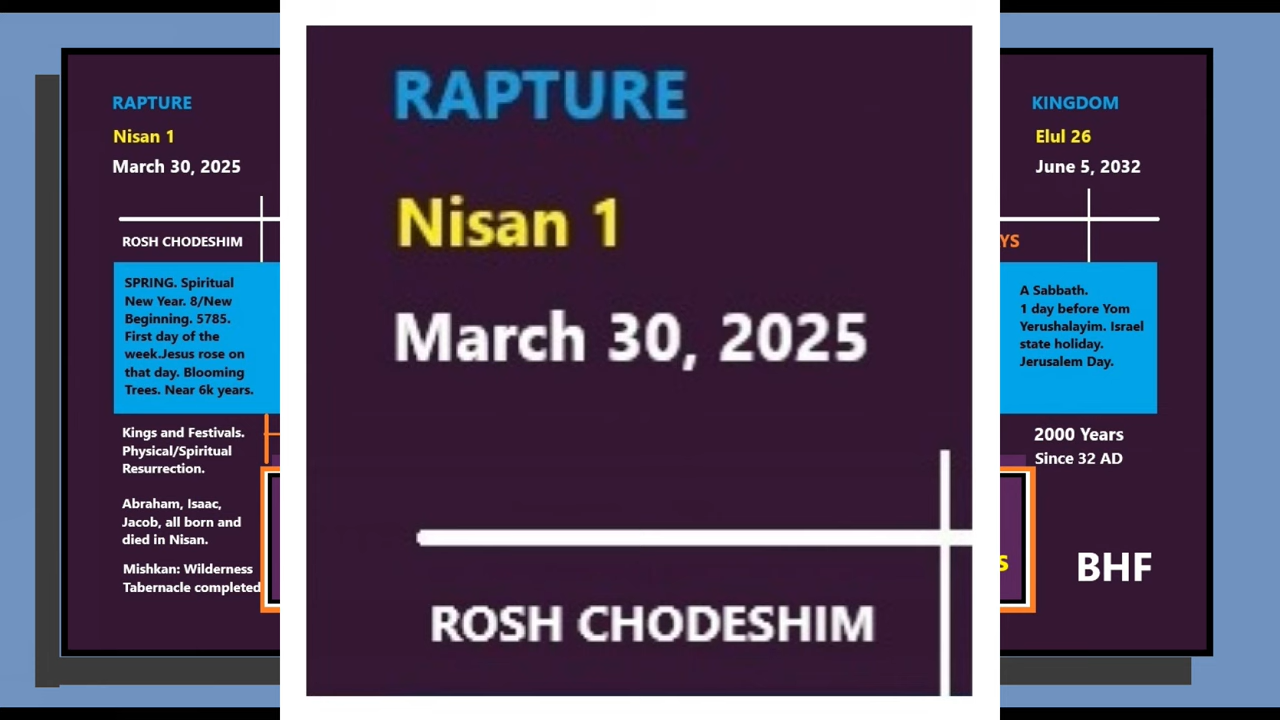 RAPTURE
Nisan 1
March 30, 2025
ROSH CHODESHIM
SPRING. Spiritual
New Year. 8/New
Beginning. 5785.
First day of the
week.Jesus rose on
that day. Blooming
Trees. Near 6k years.
Kings and Festivals.
Physical/Spiritual
Resurrection.
Abraham, Isaac,
Jacob, all born and
died in Nisan.
Mishkan: Wilderness
Tabernacle completed
RAPTURE
Nisan 1
March 30, 2025
ROSH CHODESHIM
KINGDOM
Elul 26
June 5, 2032
YS
A Sabbath.
1 day before Yom
Yerushalayim. Israel
state holiday.
Jerusalem Day.
2000 Years
Since 32 AD
S
BHF